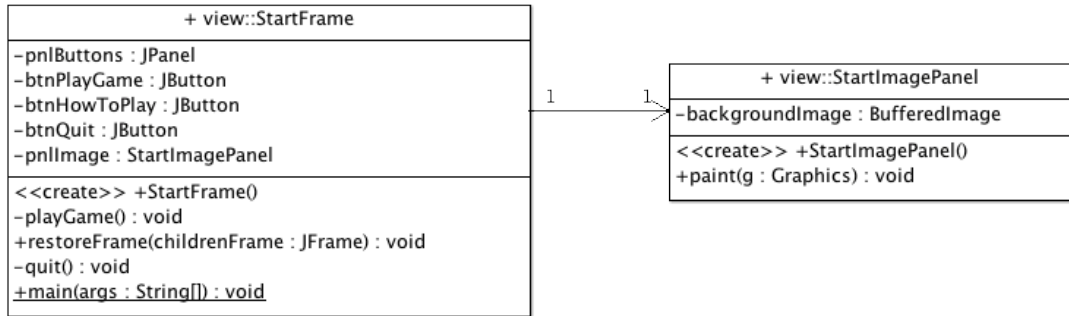 + view::StartFrame
-pnlButtons : JPanel
-btnPlayGame : JButton
-btnHowToPlay : JButton
-btnQuit : JButton
-pnlImage : StartImagePanel
<<create>> +StartFrame()
-playGame() : void
+restoreFrame(childrenFrame : JFrame) : void
-quit() : void
+main(args : String[]) : void
1 1
+ view::StartImagePanel
-backgroundImage : BufferedImage
<<create>> +StartImagePanel()
+paint(g : Graphics) : void